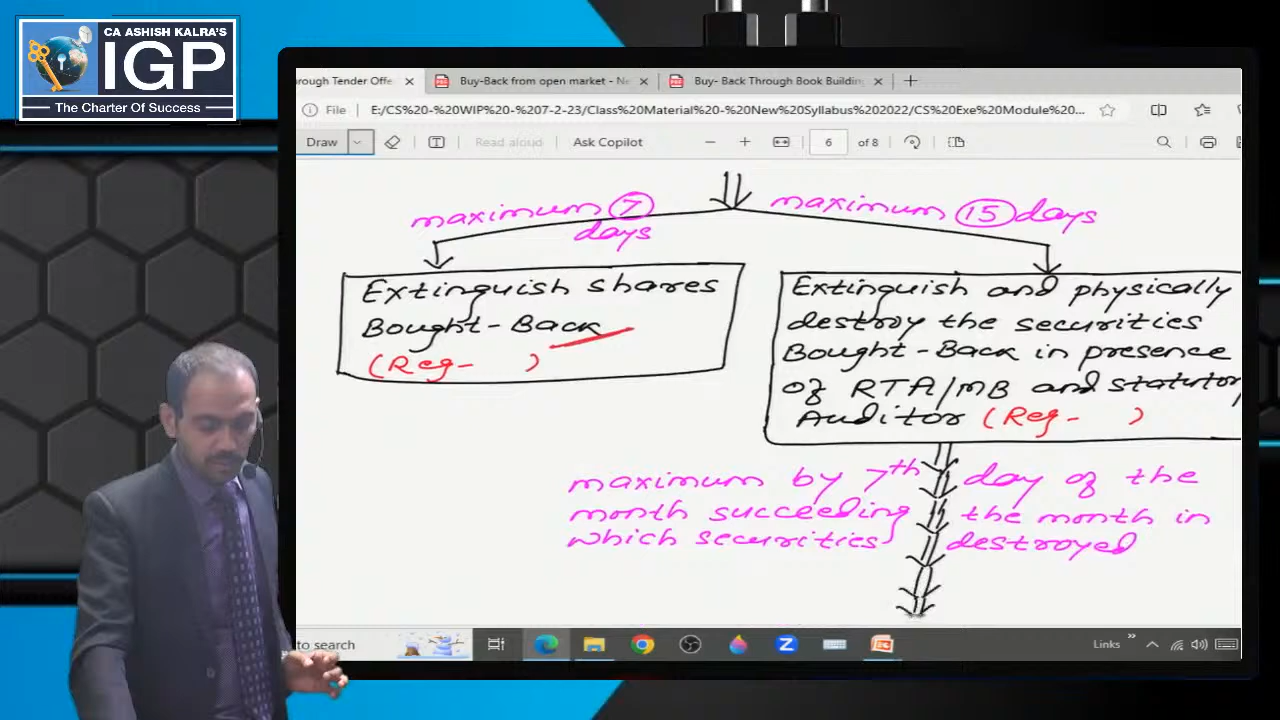 CA ASHISH KALRA'S
IGP
The Charter Of Success
rough Tender Offe
Buy-Back from open market - Ne
Buy- Back Through Book Building
File
E:/CS%20-%20WIP%20-%207-2-23/Class%20Material%20-%20New%20Syllabus%202022/CS%20Exe%20Module%20...
Draw
Read aloud
Ask Copilot
6
of 8
maximum 7 days
maximum 15 days
Extinguish shares
Bought-Back
(Reg- )
Extinguish and physically
destroy the securities
Bought-Back in presence
of RTA/MB and statutory
Auditor (Reg- )
maximum by 7th day of the
month succeeding the month in
which securities destroyed
to search
Links